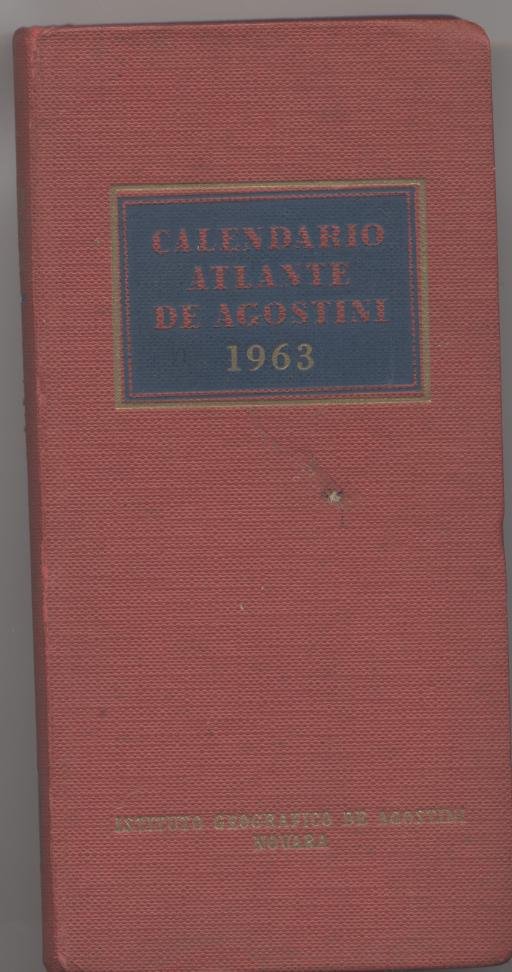 CALENDARIO
ATLANTE
DE AGOSTINI
1963
ISTITUTO GEOGRAFICO DE AGOSTINI
NOVARA